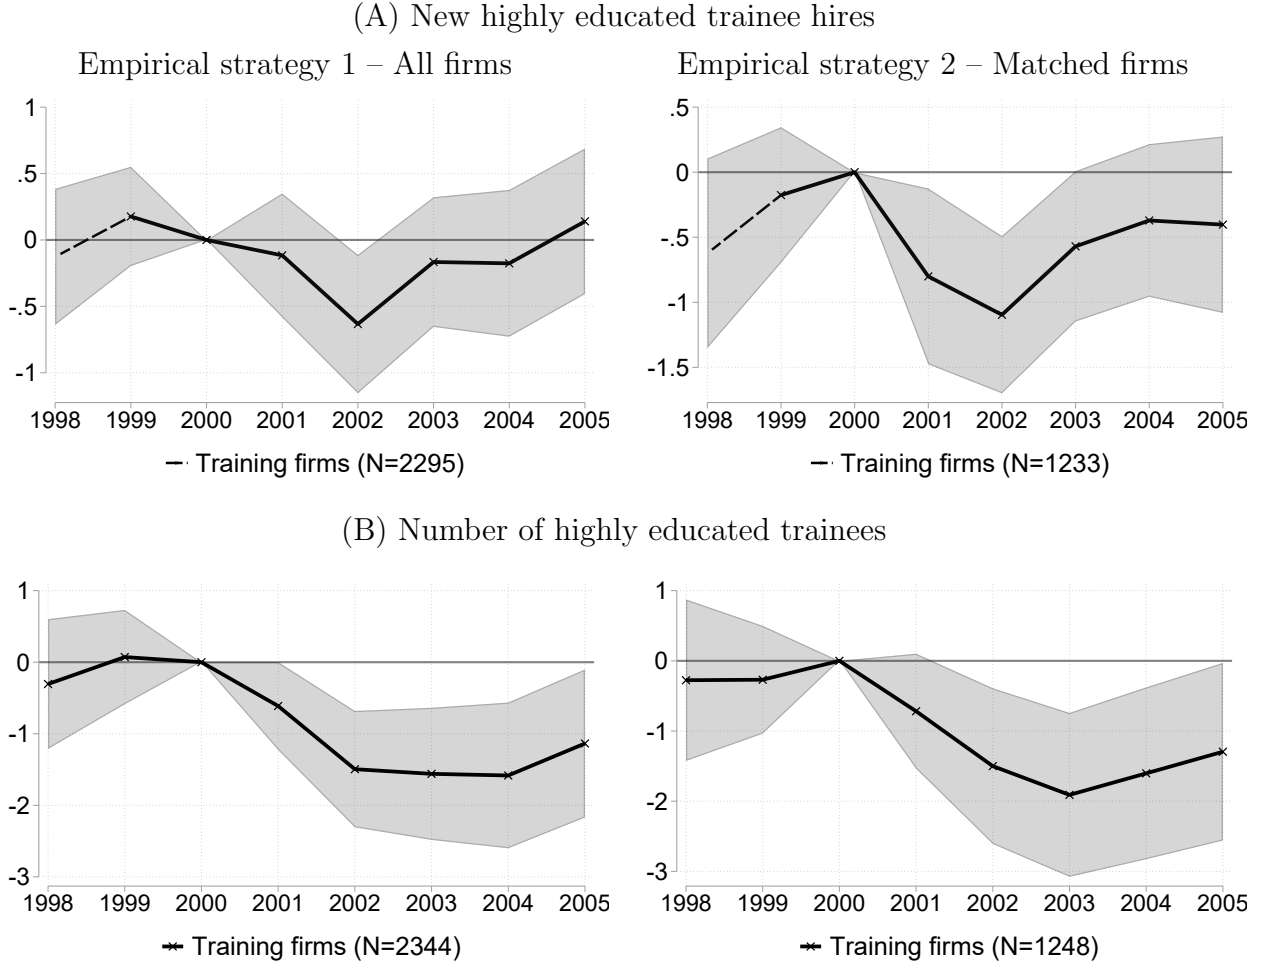 (A) New highly educated trainee hires
Empirical strategy 1 – All firms
1
.5
0
-.5
-1
1998 1999 2000 2001 2002 2003 2004 2005
Training firms (N=2295)
Empirical strategy 2 – Matched firms
.5
0
-.5
-1
-1.5
1998 1999 2000 2001 2002 2003 2004 2005
Training firms (N=1233)
(B) Number of highly educated trainees
1
0
-1
-2
-3
1998 1999 2000 2001 2002 2003 2004 2005
Training firms (N=2344)
1
0
-1
-2
-3
1998 1999 2000 2001 2002 2003 2004 2005
Training firms (N=1248)